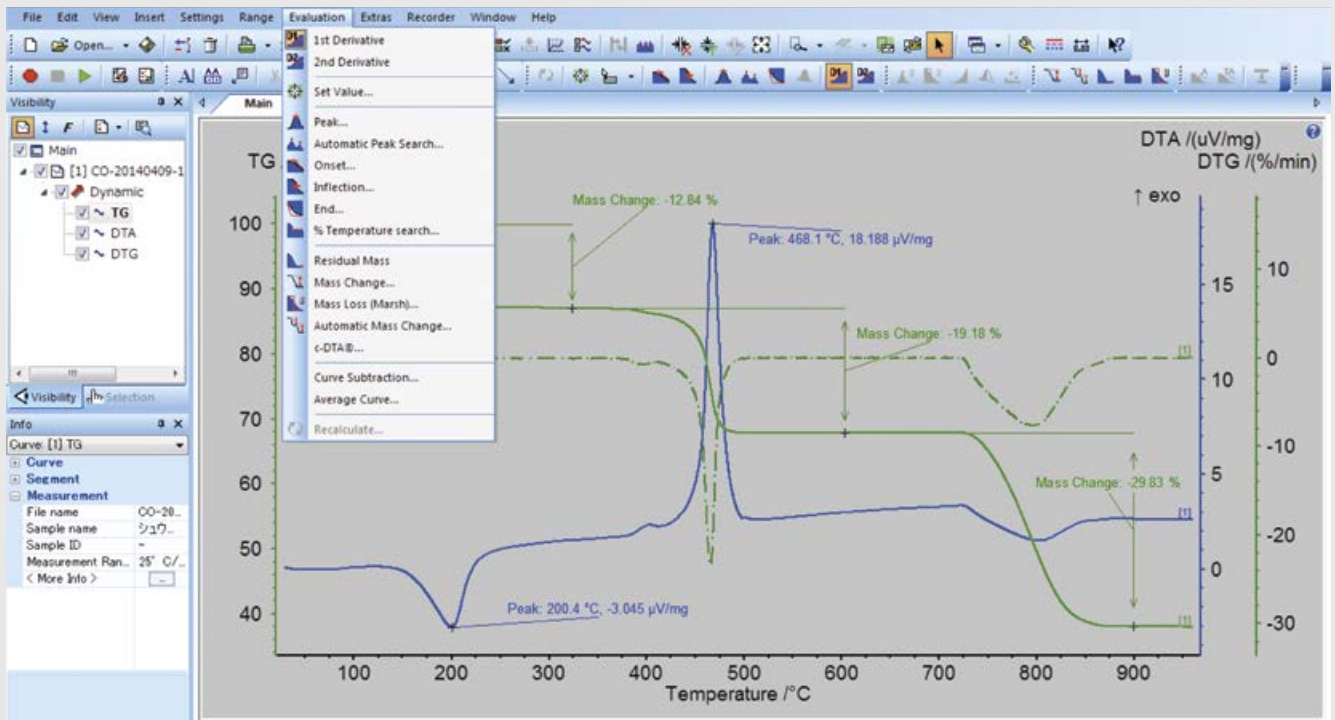 File Edit View Insert Settings Range Evaluation Extras Recorder Window Help
Open...
1st Derivative
2nd Derivative
Set Value...
Peak...
Automatic Peak Search...
Onset...
Inflection...
End...
% Temperature search...
Residual Mass
Mass Change...
Mass Loss (Marsh)...
Automatic Mass Change...
c-DTA®...
Curve Subtraction...
Average Curve...
Recalculate...
Visibility
Main
[1] CO-20140409-1
Dynamic
TG
DTA
DTG
Visibility Selection
Info
Curve: [1] TG
Curve
Segment
Measurement
File name CO-20..
Sample name シュウ..
Sample ID -
Measurement Ran... 25° C/..
< More Info > ...
Main
TG
DTA /(uV/mg)
DTG /(%/min)
↑ exo
Mass Change: -12.84 %
Peak: 468.1 °C, 18.188 µV/mg
Mass Change: -19.18 %
Mass Change: -29.83 %
Peak: 200.4 °C, -3.045 µV/mg
[1]
[1]
[1]
100
90
80
70
60
50
40
15
10
5
0
10
0
-10
-20
-30
100 200 300 400 500 600 700 800 900
Temperature /°C